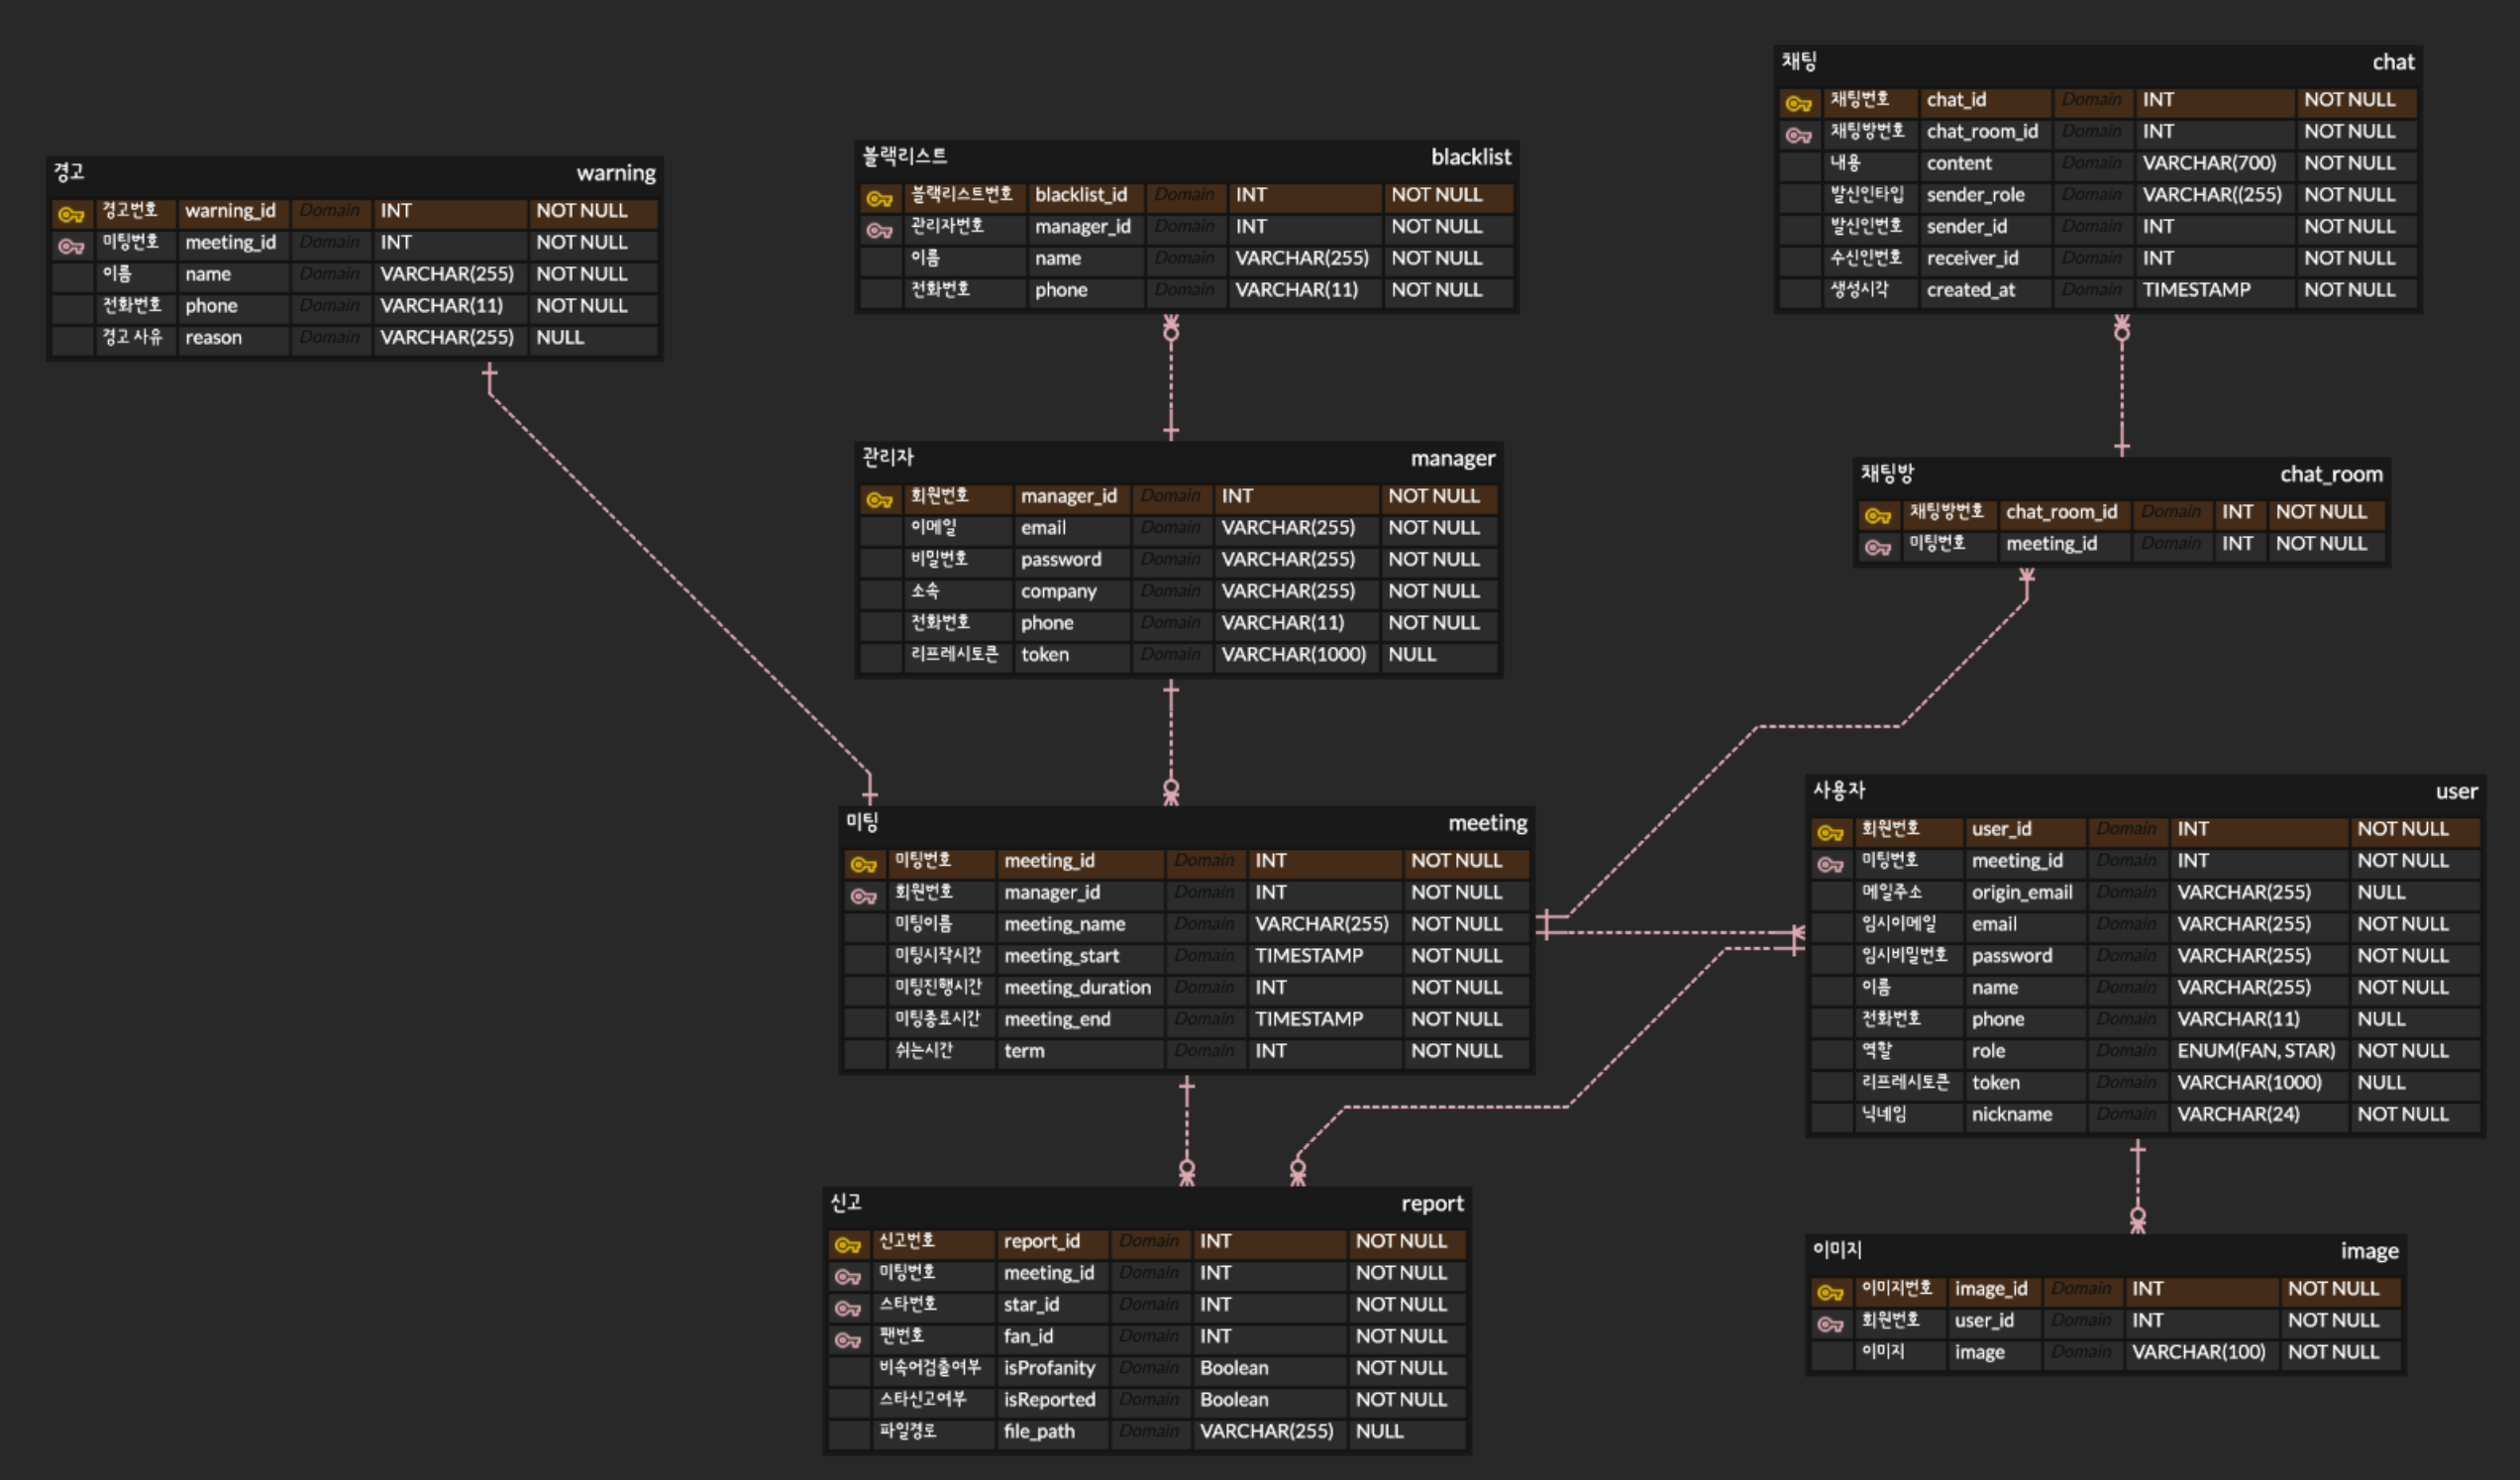 경고 warning
경고번호 warning_id Domain INT NOT NULL
미팅번호 meeting_id Domain INT NOT NULL
이름 name Domain VARCHAR(255) NOT NULL
전화번호 phone Domain VARCHAR(11) NOT NULL
경고 사유 reason Domain VARCHAR(255) NULL
블랙리스트 blacklist
블랙리스트번호 blacklist_id Domain INT NOT NULL
관리자번호 manager_id Domain INT NOT NULL
이름 name Domain VARCHAR(255) NOT NULL
전화번호 phone Domain VARCHAR(11) NOT NULL
채팅 chat
채팅번호 chat_id Domain INT NOT NULL
채팅방번호 chat_room_id Domain INT NOT NULL
내용 content Domain VARCHAR(700) NOT NULL
발신인타입 sender_role Domain VARCHAR((255) NOT NULL
발신인번호 sender_id Domain INT NOT NULL
수신인번호 receiver_id Domain INT NOT NULL
생성시각 created_at Domain TIMESTAMP NOT NULL
관리자 manager
회원번호 manager_id Domain INT NOT NULL
이메일 email Domain VARCHAR(255) NOT NULL
비밀번호 password Domain VARCHAR(255) NOT NULL
소속 company Domain VARCHAR(255) NOT NULL
전화번호 phone Domain VARCHAR(11) NOT NULL
리프레시토큰 token Domain VARCHAR(1000) NULL
채팅방 chat_room
채팅방번호 chat_room_id Domain INT NOT NULL
미팅번호 meeting_id Domain INT NOT NULL
미팅 meeting
미팅번호 meeting_id Domain INT NOT NULL
회원번호 manager_id Domain INT NOT NULL
미팅이름 meeting_name Domain VARCHAR(255) NOT NULL
미팅시작시간 meeting_start Domain TIMESTAMP NOT NULL
미팅진행시간 meeting_duration Domain INT NOT NULL
미팅종료시간 meeting_end Domain TIMESTAMP NOT NULL
쉬는시간 term Domain INT NOT NULL
사용자 user
회원번호 user_id Domain INT NOT NULL
미팅번호 meeting_id Domain INT NOT NULL
메일주소 origin_email Domain VARCHAR(255) NULL
임시이메일 email Domain VARCHAR(255) NOT NULL
임시비밀번호 password Domain VARCHAR(255) NOT NULL
이름 name Domain VARCHAR(255) NOT NULL
전화번호 phone Domain VARCHAR(11) NULL
역할 role Domain ENUM(FAN, STAR) NOT NULL
리프레시토큰 token Domain VARCHAR(1000) NULL
닉네임 nickname Domain VARCHAR(24) NOT NULL
신고 report
신고번호 report_id Domain INT NOT NULL
미팅번호 meeting_id Domain INT NOT NULL
스타번호 star_id Domain INT NOT NULL
팬번호 fan_id Domain INT NOT NULL
비속어검출여부 isProfanity Domain Boolean NOT NULL
스타신고여부 isReported Domain Boolean NOT NULL
파일경로 file_path Domain VARCHAR(255) NULL
이미지 image
이미지번호 image_id Domain INT NOT NULL
회원번호 user_id Domain INT NOT NULL
이미지 image Domain VARCHAR(100) NOT NULL